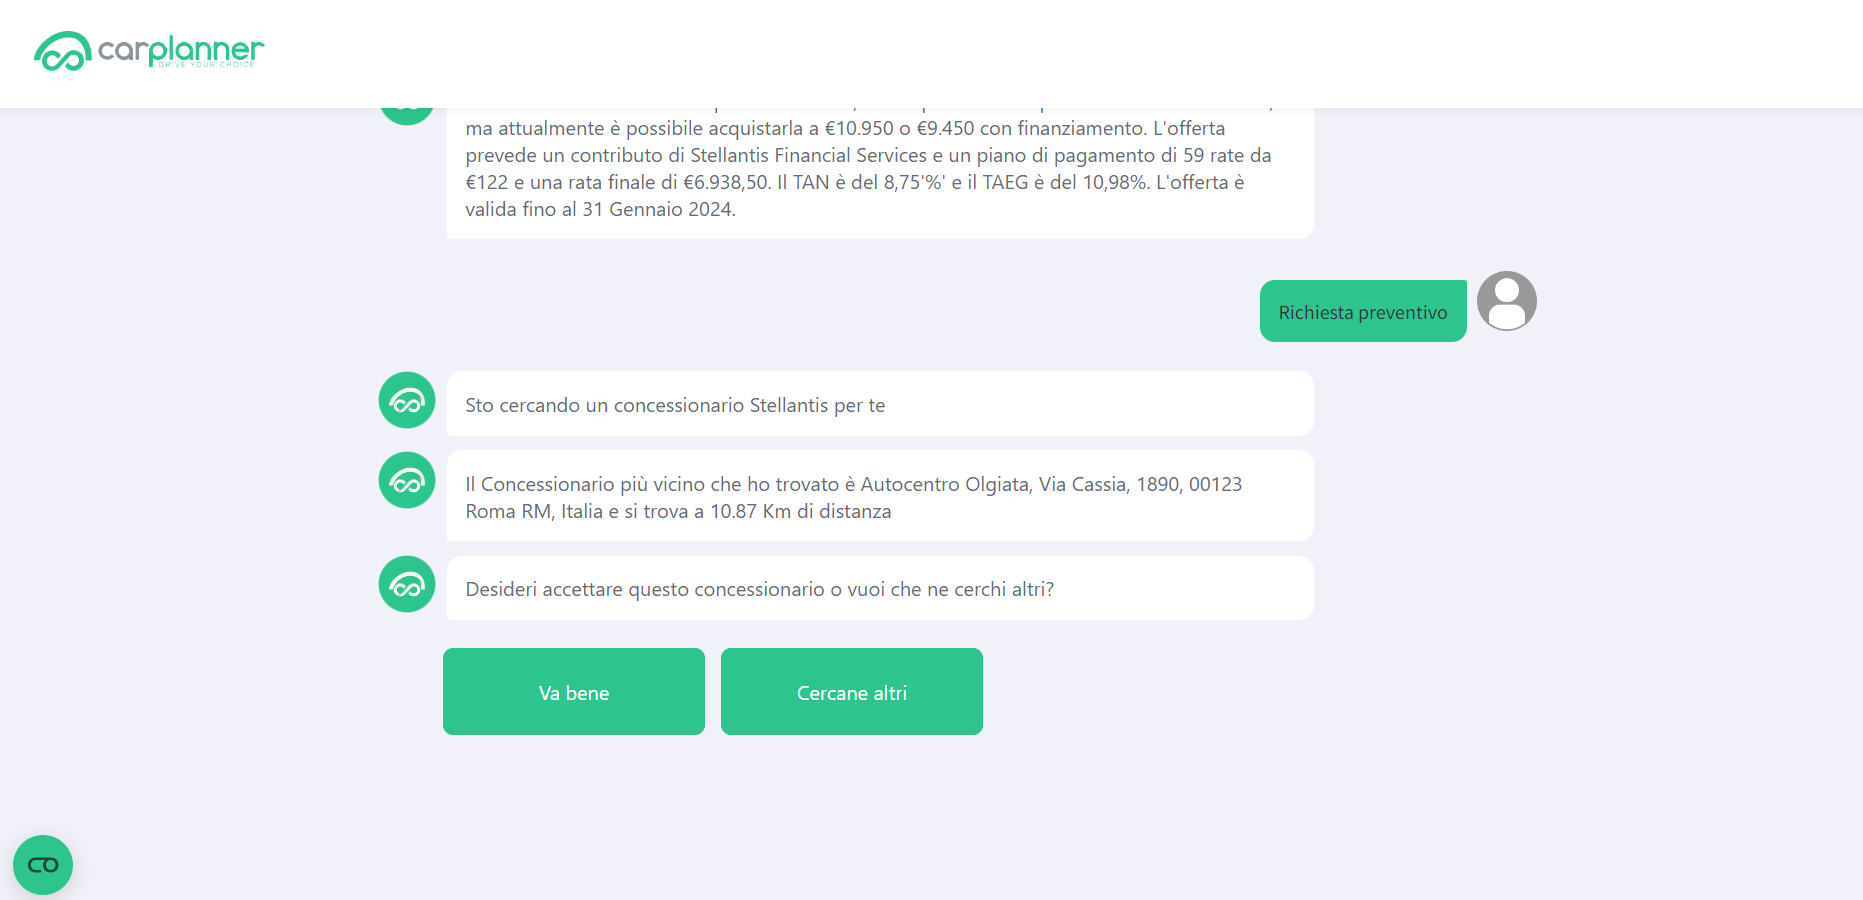 carplanner
DRIVE YOUR CHOICE
ma attualmente è possibile acquistarla a €10.950 o €9.450 con finanziamento. L'offerta
prevede un contributo di Stellantis Financial Services e un piano di pagamento di 59 rate da
€122 e una rata finale di €6.938,50. Il TAN è del 8,75'%' e il TAEG è del 10,98%. L'offerta è
valida fino al 31 Gennaio 2024.
Richiesta preventivo
Sto cercando un concessionario Stellantis per te
Il Concessionario più vicino che ho trovato è Autocentro Olgiata, Via Cassia, 1890, 00123
Roma RM, Italia e si trova a 10.87 Km di distanza
Desideri accettare questo concessionario o vuoi che ne cerchi altri?
Va bene
Cercane altri